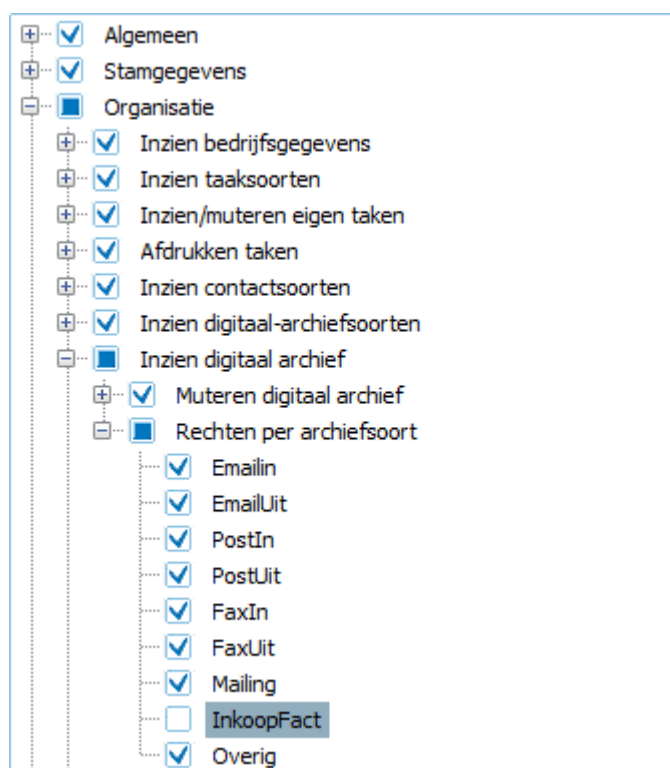 Algemeen
Stamgegevens
Organisatie
Inzien bedrijfsgegevens
Inzien taaksoorten
Inzien/muteren eigen taken
Afdrukken taken
Inzien contactsoorten
Inzien digitaal-archiefsoorten
Inzien digitaal archief
Muteren digitaal archief
Rechten per archiefsoort
Emailin
EmailUit
PostIn
PostUit
FaxIn
FaxUit
Mailing
InkoopFact
Overig